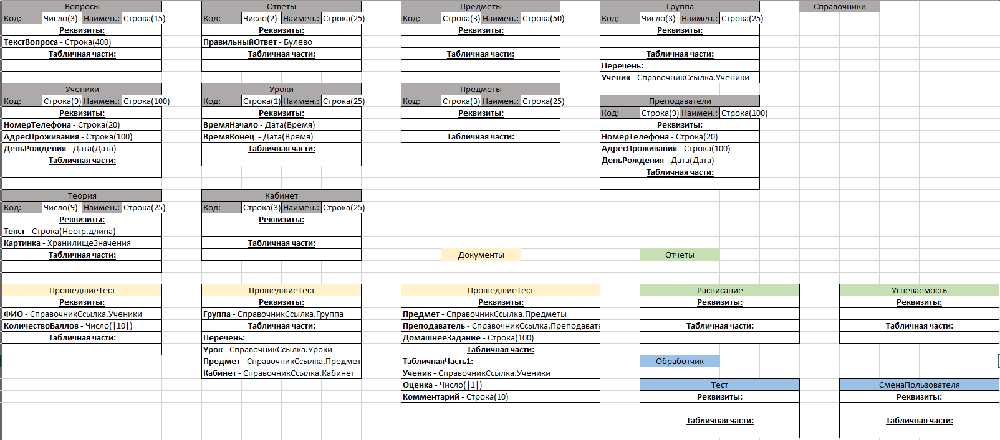 Вопросы
Код: Число(3) Наимен.: Строка(15)
Реквизиты:
ТекстВопроса - Строка(400)
Табличная части:
Ответы
Код: Число(2) Наимен.: Строка(25)
Реквизиты:
ПравильныйОтвет - Булево
Табличная части:
Предметы
Код: Строка(3) Наимен.: Строка(50)
Реквизиты:
Табличная части:
Группа
Код: Число(3) Наимен.: Строка(25)
Реквизиты:
Табличная части:
Перечень:
Ученик - СправочникСсылка.Ученики
Справочники
Ученики
Код: Строка(9) Наимен.: Строка(100)
Реквизиты:
НомерТелефона - Строка(20)
АдресПроживания - Строка(100)
ДеньРождения - Дата(Дата)
Табличная части:
Уроки
Код: Строка(1) Наимен.: Строка(25)
Реквизиты:
ВремяНачало - Дата(Время)
ВремяКонец - Дата(Время)
Табличная части:
Предметы
Код: Строка(3) Наимен.: Строка(25)
Реквизиты:
Табличная части:
Преподаватели
Код: Строка(9) Наимен.: Строка(100)
Реквизиты:
НомерТелефона - Строка(20)
АдресПроживания - Строка(100)
ДеньРождения - Дата(Дата)
Табличная части:
Теория
Код: Число(9) Наимен.: Строка(25)
Реквизиты:
Текст - Строка(Неогр.длина)
Картинка - ХранилищеЗначения
Табличная части:
Кабинет
Код: Строка(3) Наимен.: Строка(25)
Реквизиты:
Табличная части:
Документы
Отчеты
ПрошедшиеТест
Реквизиты:
ФИО - СправочникСсылка.Ученики
КоличествоБаллов - Число(|10|)
Табличная части:
ПрошедшиеТест
Реквизиты:
Группа - СправочникСсылка.Группа
Табличная части:
Перечень:
Урок - СправочникСсылка.Уроки
Предмет - СправочникСсылка.Предмет
Кабинет - СправочникСсылка.Кабинет
ПрошедшиеТест
Реквизиты:
Предмет - СправочникСсылка.Предметы
Преподаватель - СправочникСсылка.Преподавате
ДомашнееЗадание - Строка(100)
Табличная части:
ТабличнаяЧасть1:
Ученик - СправочникСсылка.Ученики
Оценка - Число(|1|)
Комментарий - Строка(10)
Расписание
Реквизиты:
Табличная части:
Успеваемость
Реквизиты:
Табличная части:
Обработчик
Тест
Реквизиты:
Табличная части:
СменаПользователя
Реквизиты:
Табличная части: